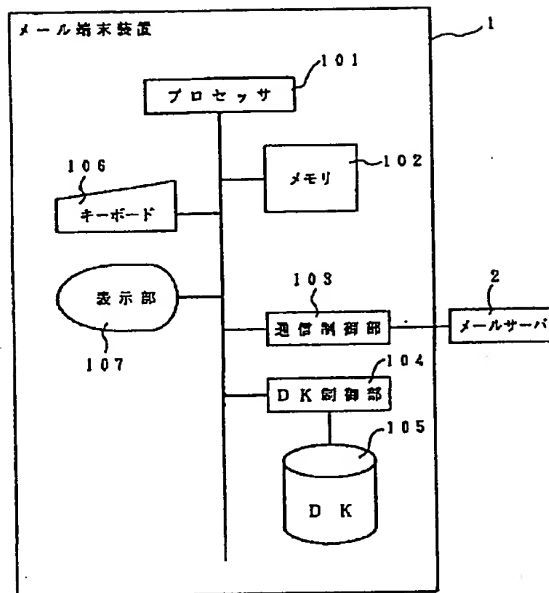 メール端末装置
1
101
プロセッサ
106
キーボード
メモリ
102
表示部
107
103
通信制御部
2
メールサーバ
104
DK制御部
105
DK